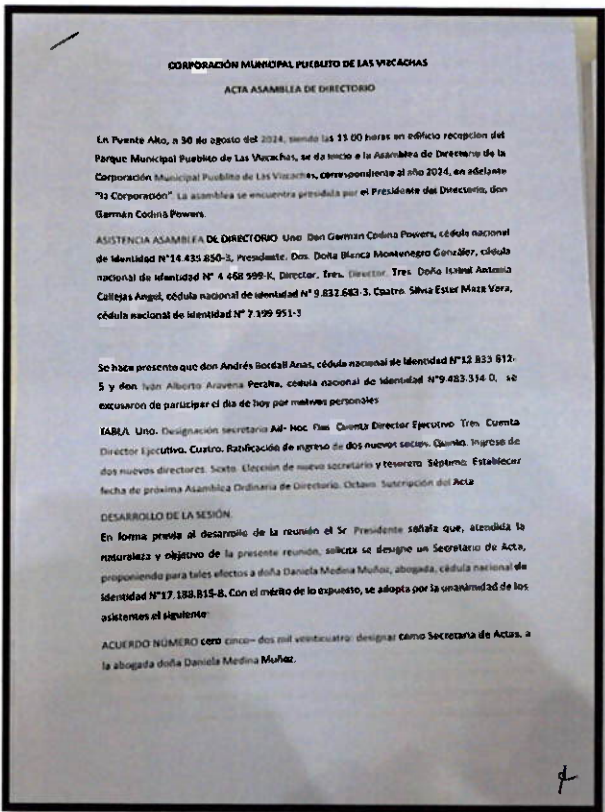 CORPORACIÓN MUNICIPAL PUEBLITO DE LAS VIZCACHAS
ACTA ASAMBLEA DE DIRECTORIO
En Puente Alto, a 30 de agosto del 2024, siendo las 11 00 horas en edificio recepcion del
Parque Municipal Pueblito de Las Vizcachas, se da inicio a la Asamblea de Directorio de la
Corporación Municipal Pueblito de Las Vizcachas, correspondiente al año 2024, en adelante
"la Corporación". La asamblea se encuentra presidida por el Presidente del Directorio, don
Germán Codina Powers.
ASISTENCIA ASAMBLEA DE DIRECTORIO Uno Don German Codina Powers, cédula nacional
de Identidad N°14.435.850-3, Presidente. Dos. Doña Blanca Montenegro González, cédula
nacional de identidad N° 4 468 599-K, Director. Tres. Director. Tres Doña Isabel Antonia
Callejas Angel, cédula nacional de identidad N° 9.832.683-3. Cuatro. Silvia Ester Meza Vera,
cédula nacional de identidad N° 7.199 951-3
Se hace presente que don Andrés Arias, cédula nacional de Identidad N°12 833 612-
5 y don Iván Alberto Aravena Peralta, cédula nacional de identidad N°9.483.314 0, se
excusaron de participar el dia de hoy por motivos personales
TABLA Uno. Designación secretario Ad- Hoc Dos Cuenta Director Ejecutivo Tres Cuenta
Director Ejecutivo. Cuatro. Ratificación de ingreso de dos nuevos socios. Quinto. Ingreso de
dos nuevos directores. Sexto. Elección de nuevo secretario y tesorero Séptimo: Establecer
fecha de próxima Asamblea Ordinaria de Directorio. Octavo. Suscripción del Acta
DESARROLLO DE LA SESIÓN.
En forma previa al desarrollo de la reunión el Sr Presidente señala que, atendida la
naturaleza y objetivo de la presente reunión, solicita se designe un Secretario de Acta,
proponiendo para tales efectos a doña Daniela Medina Muñoz, abogada, cédula nacional de
identidad N°17.188.815-8. Con el mérito de lo expuesto, se adopta por la unanimidad de los
asistentes el siguiente
ACUERDO NÚMERO cero cinco– dos mil veinticuatro: designar como Secretaria de Actas, a
la abogada doña Daniela Medina Muñoz.